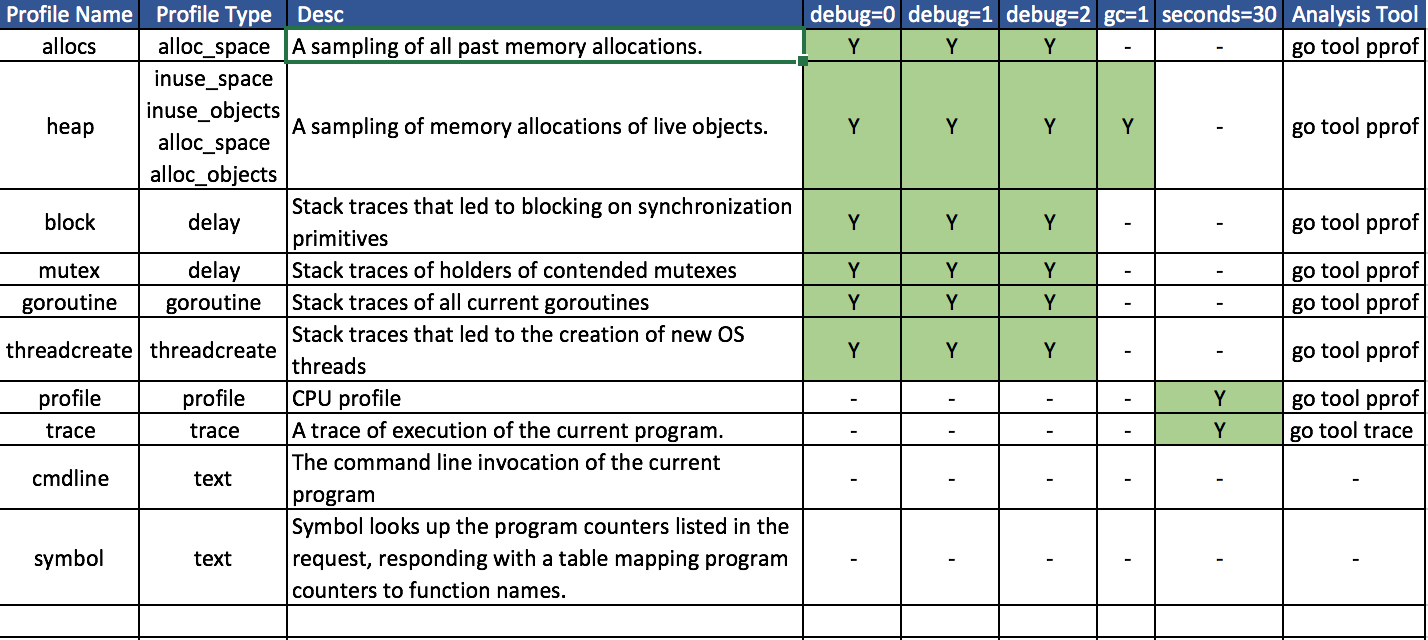 Profile Name Profile Type Desc debug=0 debug=1 debug=2 gc=1 seconds=30 Analysis Tool
allocs alloc_space A sampling of all past memory allocations. Y Y Y - - go tool pprof
inuse_space
inuse_objects
heap A sampling of memory allocations of live objects. Y Y Y Y - go tool pprof
alloc_space
alloc_objects
block delay Stack traces that led to blocking on synchronization
primitives Y Y Y - - go tool pprof
mutex delay Stack traces of holders of contended mutexes Y Y Y - - go tool pprof
goroutine goroutine Stack traces of all current goroutines Y Y Y - - go tool pprof
threadcreate threadcreate Stack traces that led to the creation of new OS
threads Y Y Y - - go tool pprof
profile profile CPU profile - - - - Y go tool pprof
trace trace A trace of execution of the current program. - - - - Y go tool trace
cmdline text The command line invocation of the current
program - - - - - -
Symbol looks up the program counters listed in the
symbol text request, responding with a table mapping program - - - - - -
counters to function names.